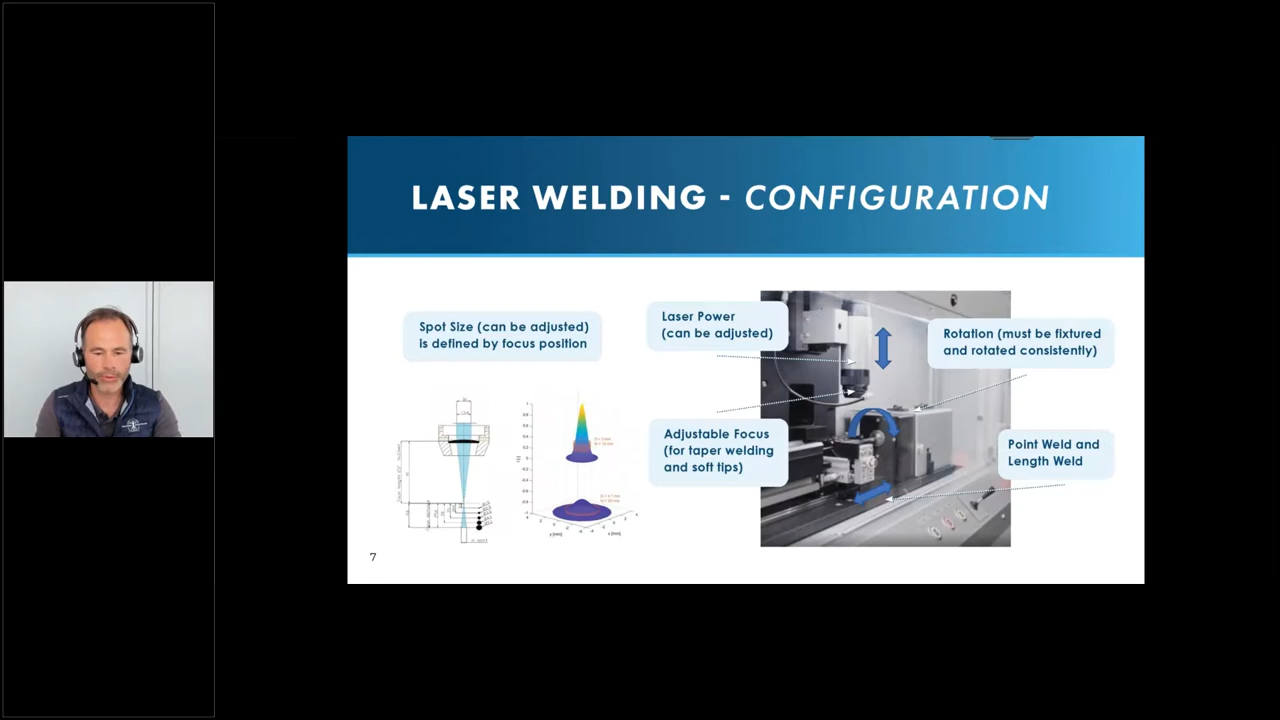 LASER WELDING - CONFIGURATION
Spot Size (can be adjusted)
is defined by focus position
Laser Power
(can be adjusted)
Rotation (must be fixtured
and rotated consistently)
Adjustable Focus
(for taper welding
and soft tips)
Point Weld and
Length Weld
7